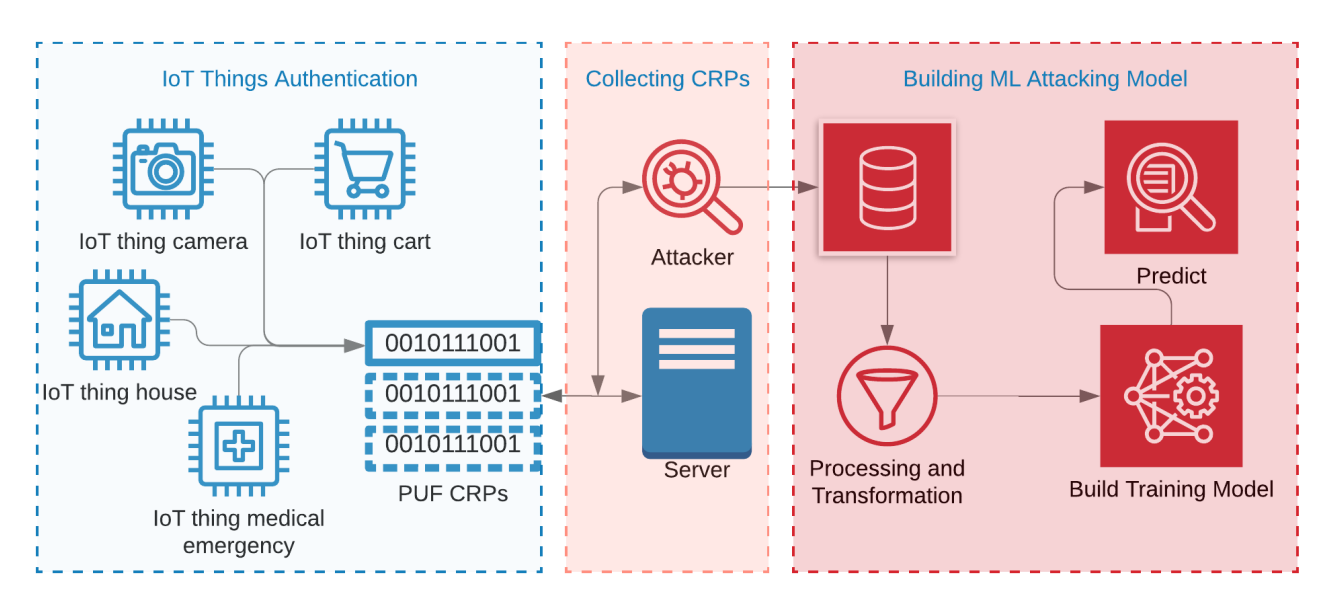 IoT Things Authentication
IoT thing camera
IoT thing cart
IoT thing house
IoT thing medical
emergency
0010111001
0010111001
0010111001
PUF CRPs
Collecting CRPs
Attacker
Server
Building ML Attacking Model
Processing and
Transformation
Predict
Build Training Model